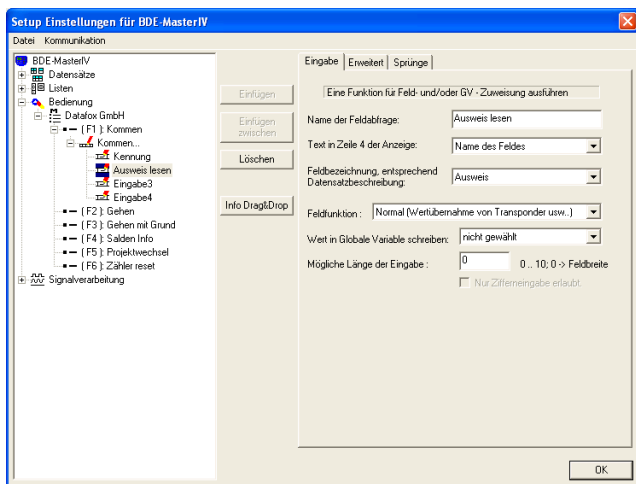 Setup Einstellungen für BDE-MasterIV
Datei Kommunikation
BDE-MasterIV
Datensätze
Listen
Bedienung
Datafox GmbH
(F1): Kommen
Kommen...
Kennung
Ausweis lesen
Eingabe3
Eingabe4
(F2): Gehen
(F3): Gehen mit Grund
(F4): Salden Info
(F5): Projektwechsel
(F6): Zähler reset
Signalverarbeitung
Einfügen
Einfügen
zwischen
Löschen
Info Drag&Drop
Eingabe Erweitert Sprünge
Eine Funktion für Feld- und/oder GV - Zuweisung ausführen
Name der Feldabfrage: Ausweis lesen
Text in Zeile 4 der Anzeige: Name des Feldes
Feldbezeichnung, entsprechend
Datensatzbeschreibung: Ausweis
Feldfunktion : Normal (Wertübernahme von Transponder usw..)
Wert in Globale Variable schreiben: nicht gewählt
Mögliche Länge der Eingabe : 0 0 .. 10; 0 -> Feldbreite
Nur Zifferneingabe erlaubt.
OK